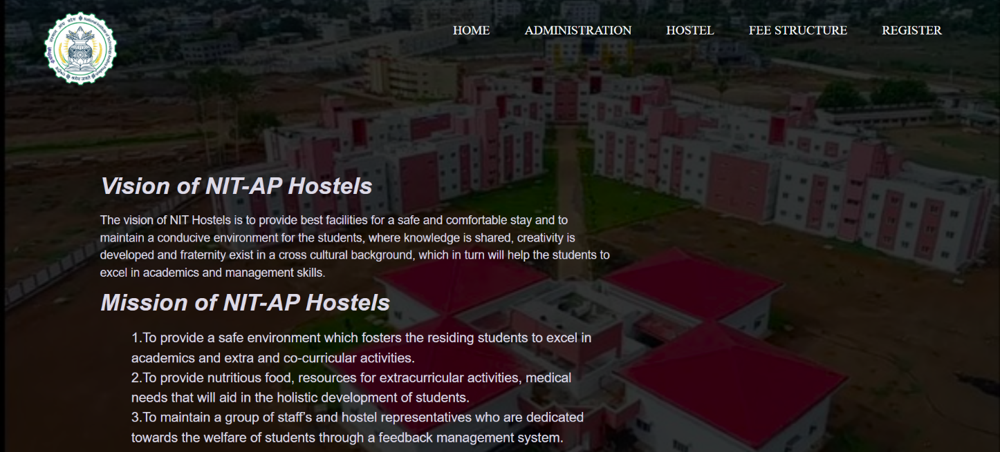 HOME ADMINISTRATION HOSTEL FEE STRUCTURE REGISTER
Vision of NIT-AP Hostels
The vision of NIT Hostels is to provide best facilities for a safe and comfortable stay and to
maintain a conducive environment for the students, where knowledge is shared, creativity is
developed and fraternity exist in a cross cultural background, which in turn will help the students to
excel in academics and management skills.
Mission of NIT-AP Hostels
1.To provide a safe environment which fosters the residing students to excel in
academics and extra and co-curricular activities.
2.To provide nutritious food, resources for extracurricular activities, medical
needs that will aid in the holistic development of students.
3.To maintain a group of staff’s and hostel representatives who are dedicated
towards the welfare of students through a feedback management system.